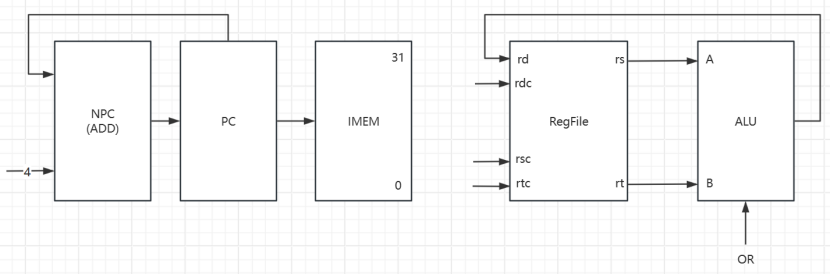 4
NPC
(ADD)
PC
31
IMEM
0
rd
rdc
rsc
rtc
RegFile
rs
rt
A
B
ALU
OR